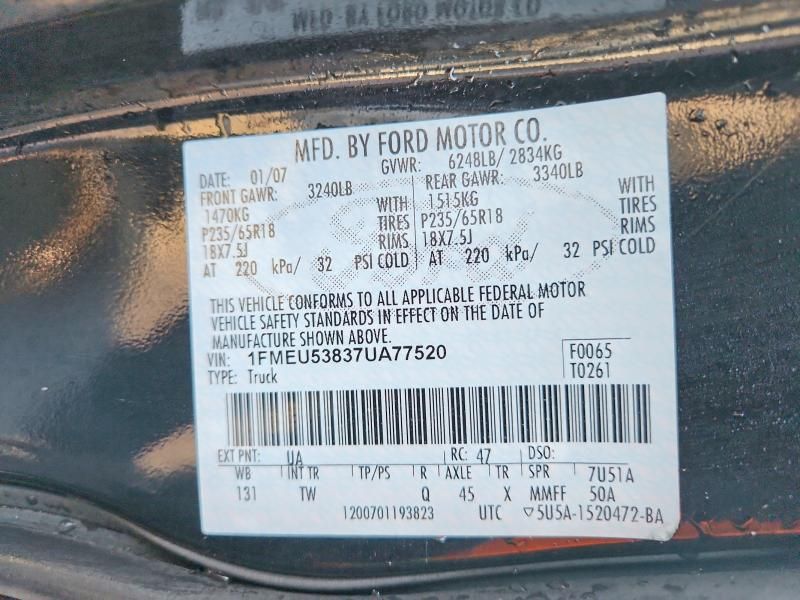 MFD. BY FORD MOTOR CO.
MFD. BY FORD MOTOR CO.
DATE: 01/07 GVWR: 6248LB/ 2834KG
FRONT GAWR: 3240LB REAR GAWR: 3340LB
1470KG WITH 1515KG WITH
P235/65R18 TIRES P235/65R18 TIRES
18X7.5J RIMS 18X7.5J RIMS
AT 220 kPa/ 32 PSI COLD AT 220 kPa/ 32 PSI COLD
THIS VEHICLE CONFORMS TO ALL APPLICABLE FEDERAL MOTOR
VEHICLE SAFETY STANDARDS IN EFFECT ON THE DATE OF
MANUFACTURE SHOWN ABOVE.
VIN: 1FMEU53837UA77520 F0065
TYPE: Truck T0261
EXT PNT: UA RC: 47 DSO:
WB INT TR TP/PS R AXLE TR SPR 7U51A
131 TW Q 45 X MMFF 50A
1200701193823 UTC ▽5U5A-1520472-BA